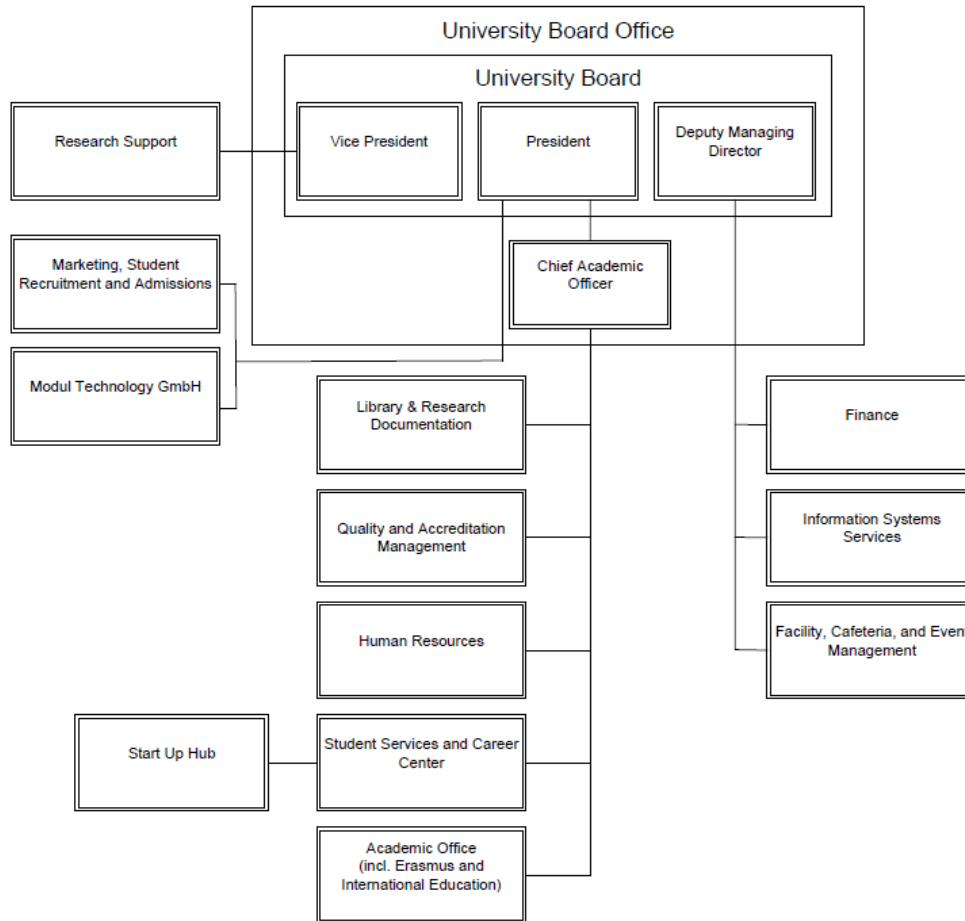 University Board Office
University Board
Research Support
Vice President
President
Deputy Managing
Director
Marketing, Student
Recruitment and Admissions
Chief Academic
Officer
Modul Technology GmbH
Library & Research
Documentation
Finance
Quality and Accreditation
Management
Information Systems
Services
Human Resources
Facility, Cafeteria, and Event
Management
Start Up Hub
Student Services and Career
Center
Academic Office
(incl. Erasmus and
International Education)